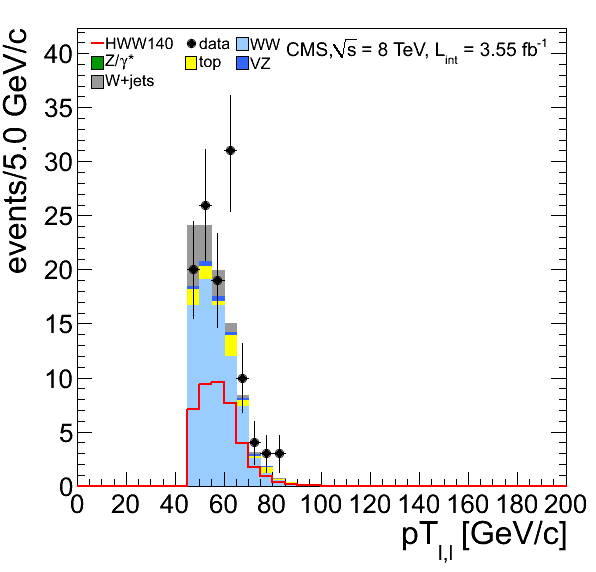 HWW140 data WW CMS,√s = 8 TeV, L_int = 3.55 fb⁻¹
Z/γ* top VZ
W+jets
events/5.0 GeV/c
40
35
30
25
20
15
10
5
0
0 20 40 60 80 100 120 140 160 180 200
pT_l,l [GeV/c]